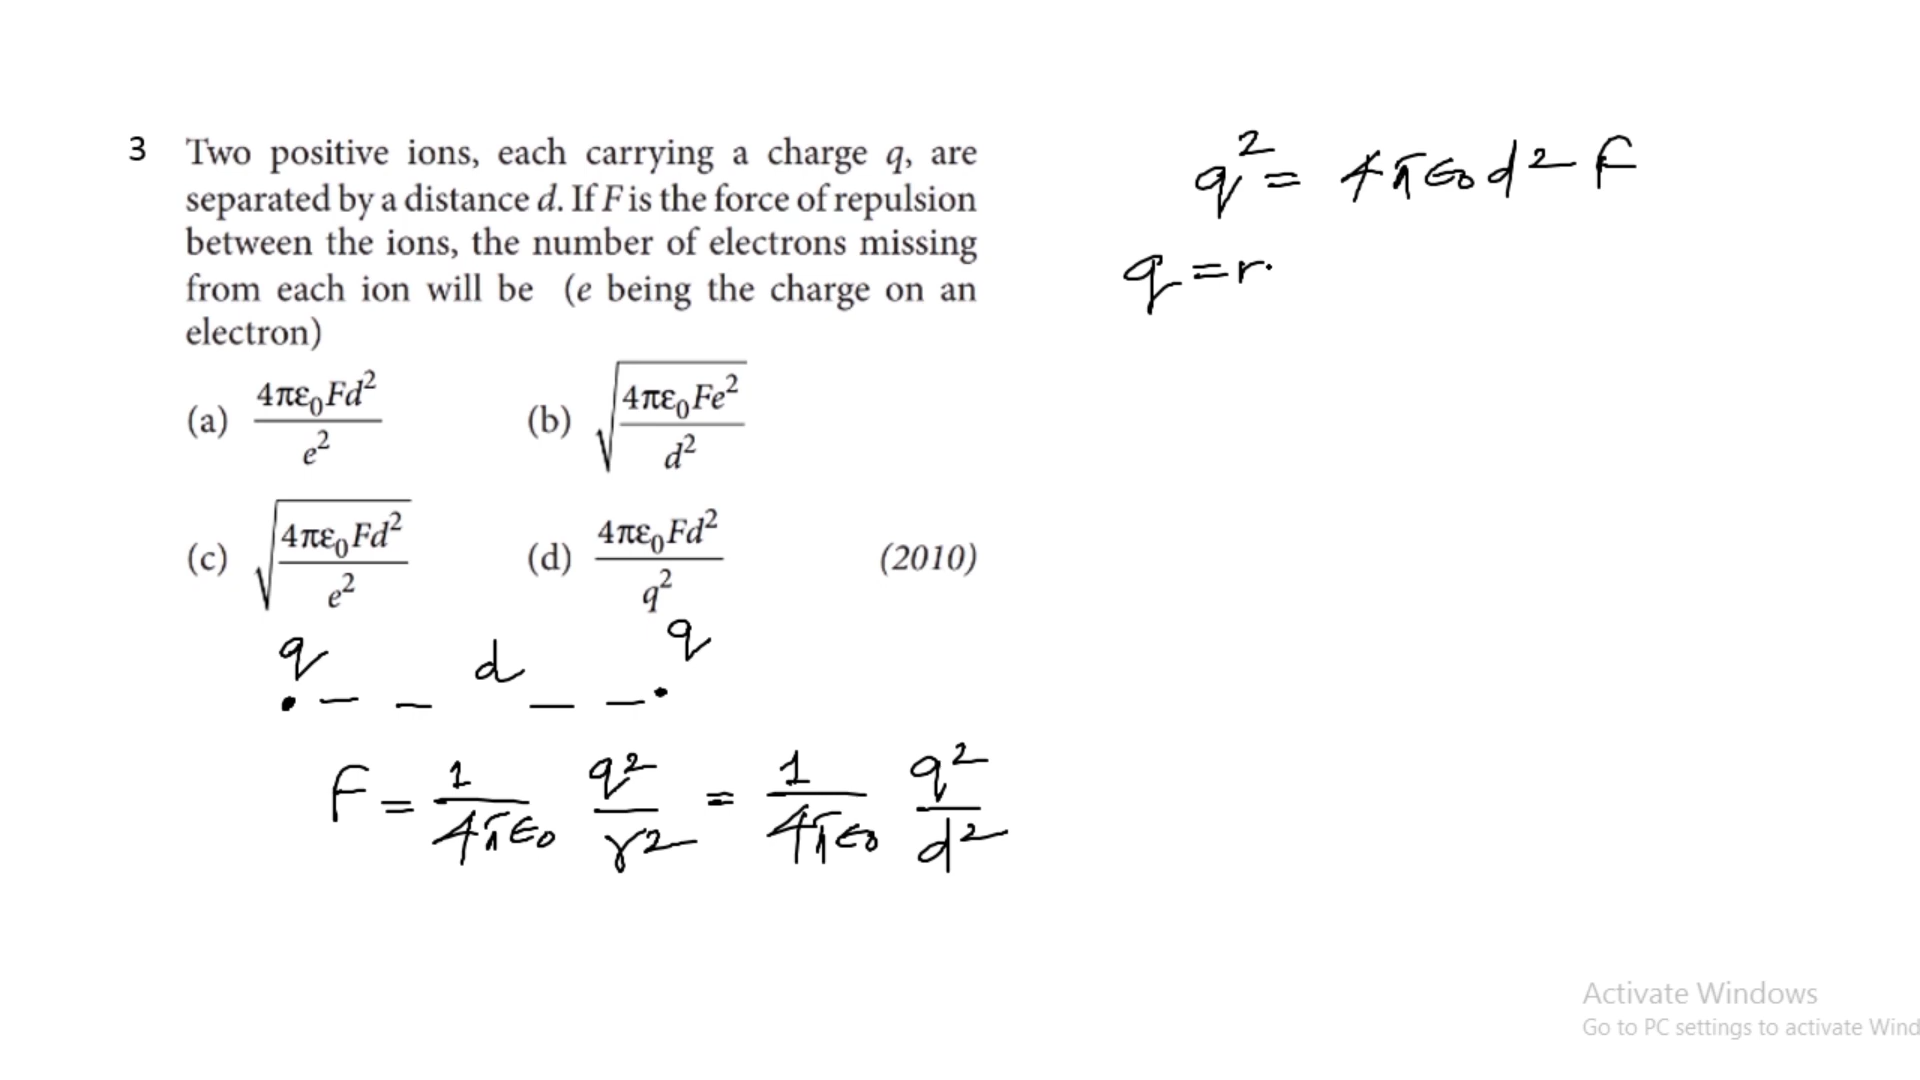 3 Two positive ions, each carrying a charge q, are
separated by a distance d. If F is the force of repulsion
between the ions, the number of electrons missing
from each ion will be (e being the charge on an
electron)
(a) 4πε₀Fd²/e² (b) √(4πε₀Fe²/d²)
(c) √(4πε₀Fd²/e²) (d) 4πε₀Fd²/q² (2010)
q d q
F = 1/4πε₀ q²/r² = 1/4πε₀ q²/d²
q² = 4πε₀d²F
q =
Activate Windows
Go to PC settings to activate Wind